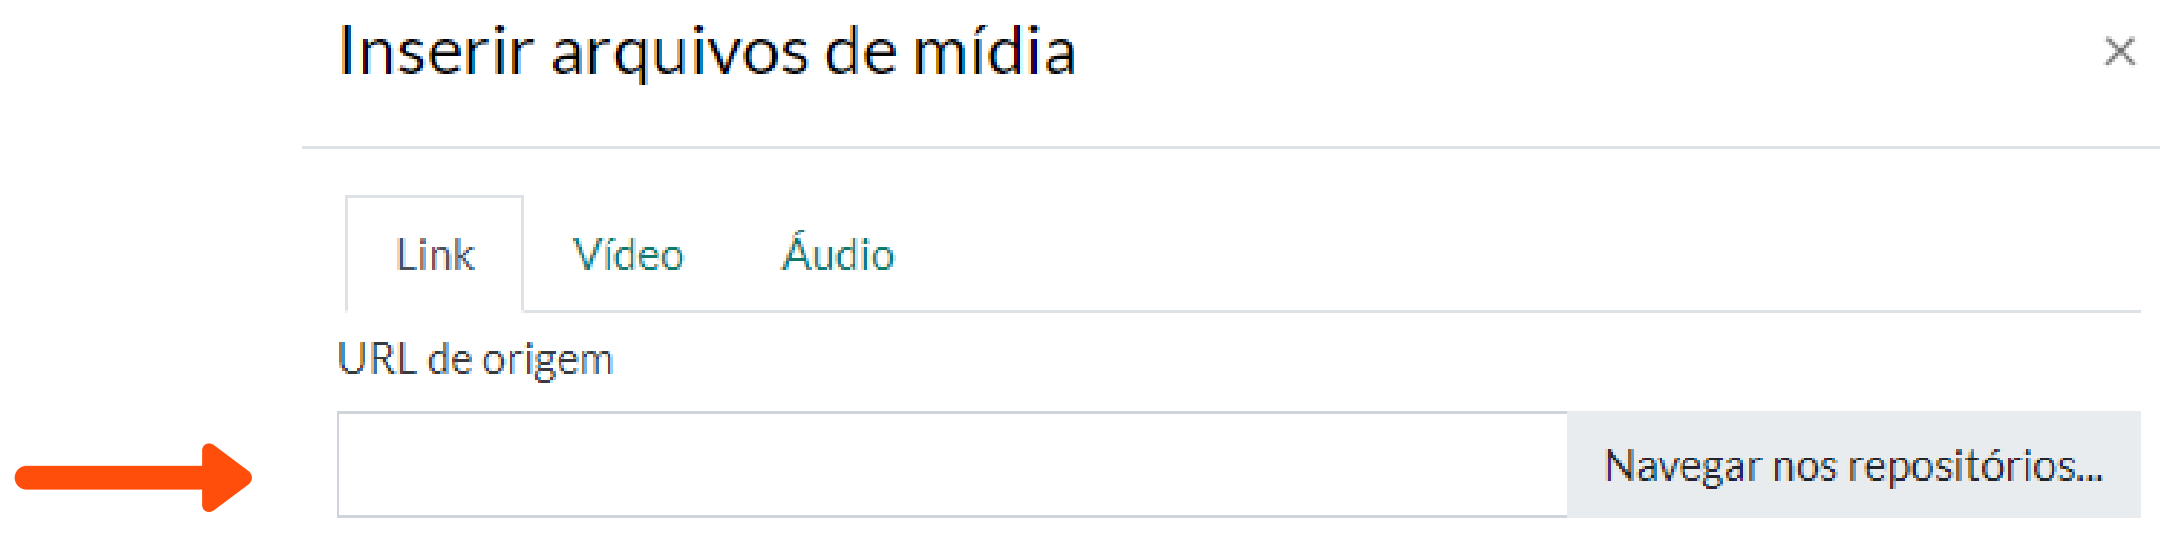 Inserir arquivos de mídia
Link Vídeo Áudio
URL de origem
Navegar nos repositórios...